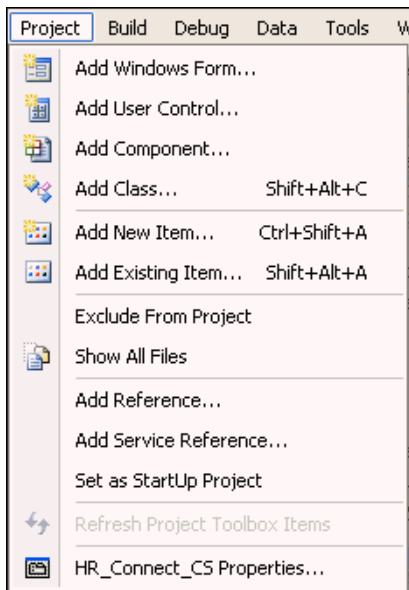 Project Build Debug Data Tools
Add Windows Form...
Add User Control...
Add Component...
Add Class... Shift+Alt+C
Add New Item... Ctrl+Shift+A
Add Existing Item... Shift+Alt+A
Exclude From Project
Show All Files
Add Reference...
Add Service Reference...
Set as StartUp Project
Refresh Project Toolbox Items
HR_Connect_CS Properties...